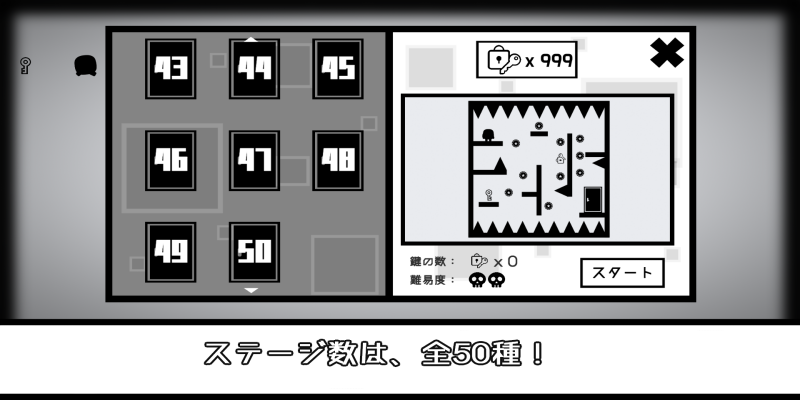 43 44 45
46 47 48
49 50
x 999
鍵の数： x 0
難易度：
スタート
ステージ数は、全50種！